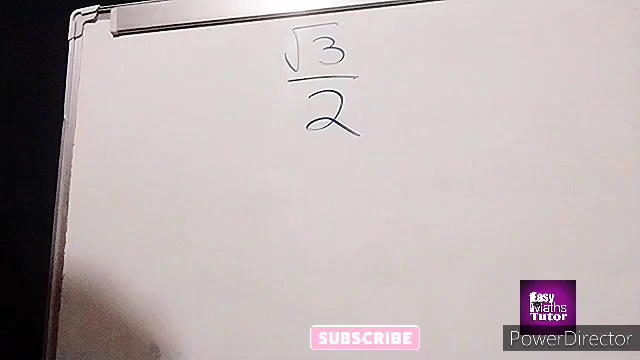 √3
2
SUBSCRIBE
Easy
Maths
Tutor
PowerDirector